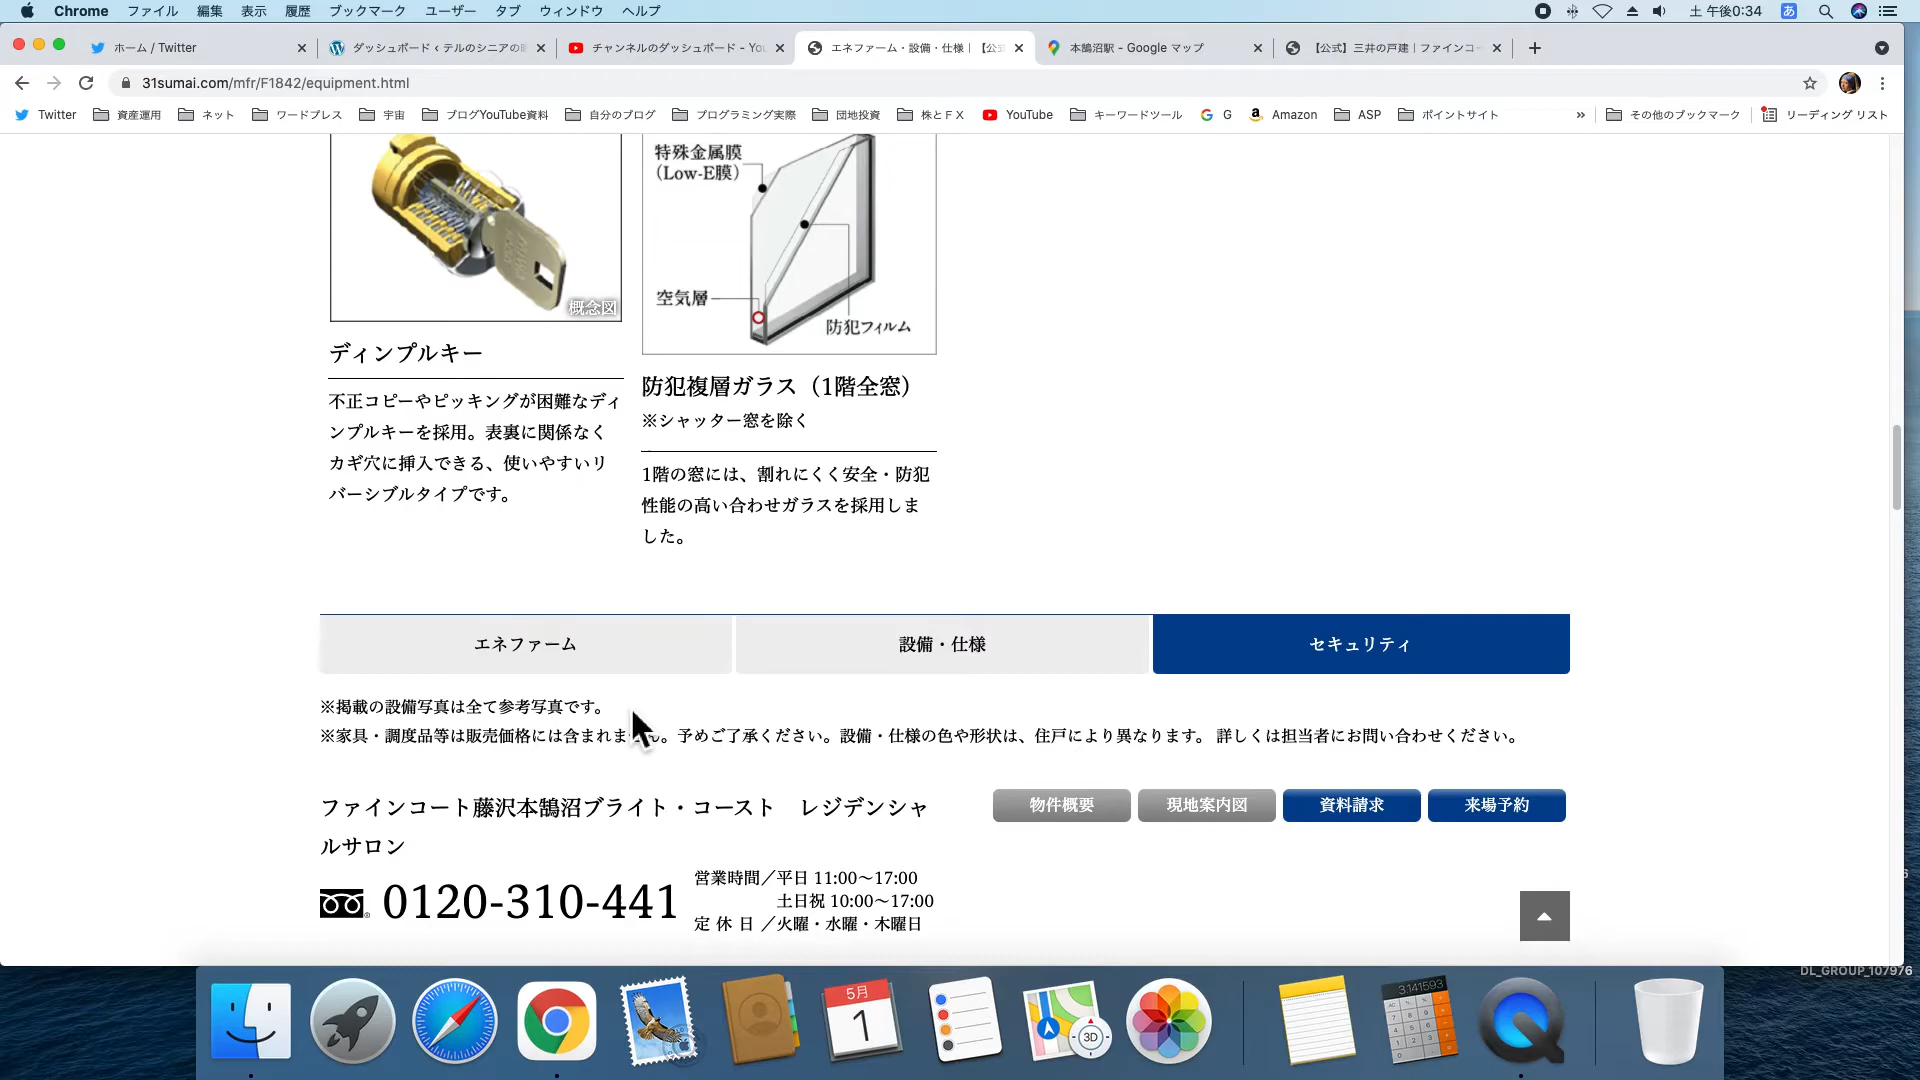 Chrome ファイル 編集 表示 履歴 ブックマーク ユーザー タブ ウィンドウ ヘルプ
土 午後0:34 あ
ホーム / Twitter
ダッシュボード ‹ テルのシニアの
チャンネルのダッシュボード - You
エネファーム・設備・仕様｜【公式
本鵠沼駅 - Google マップ
【公式】三井の戸建｜ファインコー
31sumai.com/mfr/F1842/equipment.html
Twitter 資産運用 ネット ワードプレス 宇宙 ブログYouTube資料 自分のブログ プログラミング実際 団地投資 株とＦＸ YouTube キーワードツール G Amazon ASP ポイントサイト » その他のブックマーク リーディング リスト
概念図
特殊金属膜
（Low-E膜）
空気層
防犯フィルム
ディンプルキー
不正コピーやピッキングが困難なディ
ンプルキーを採用。表裏に関係なく
カギ穴に挿入できる、使いやすいリ
バーシブルタイプです。
防犯複層ガラス（1階全窓）
※シャッター窓を除く
1階の窓には、割れにくく安全・防犯
性能の高い合わせガラスを採用しま
した。
エネファーム 設備・仕様 セキュリティ
※掲載の設備写真は全て参考写真です。
※家具・調度品等は販売価格には含まれません。予めご了承ください。設備・仕様の色や形状は、住戸により異なります。 詳しくは担当者にお問い合わせください。
ファインコート藤沢本鵠沼ブライト・コースト　レジデンシャ
ルサロン
物件概要 現地案内図 資料請求 来場予約
0120-310-441
営業時間／平日 11:00～17:00
土日祝 10:00～17:00
定 休 日 ／火曜・水曜・木曜日
DL_GROUP_107976
5月
1
3D
3.141593